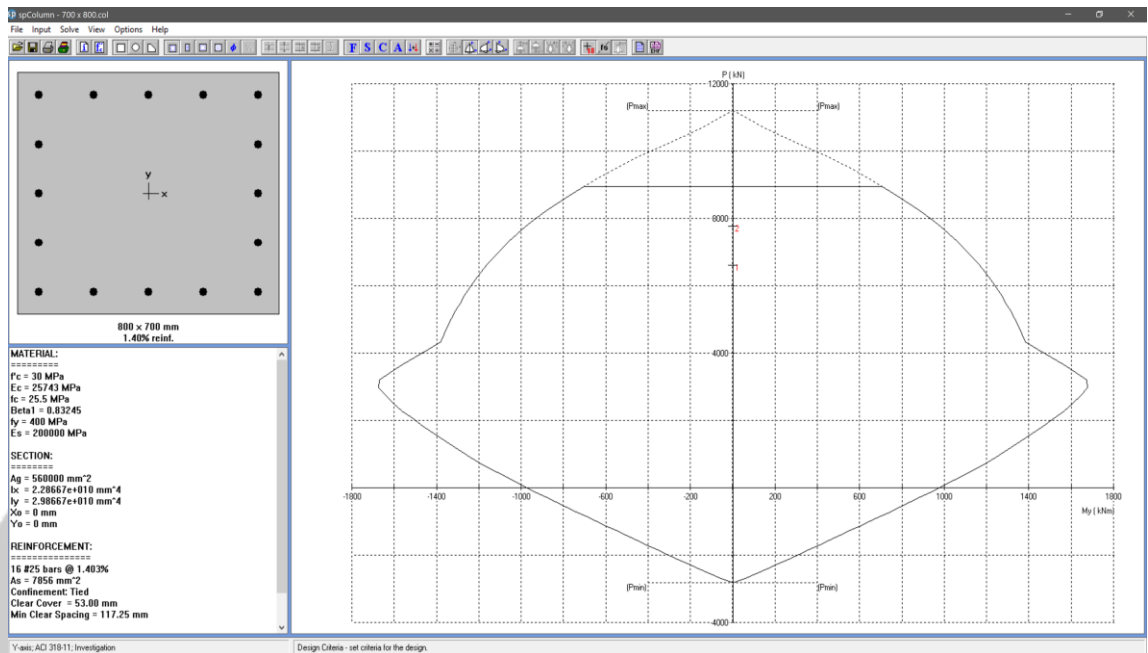 spColumn - 700 x 800.col
File Input Solve View Options Help
F S C A
y
x
800 x 700 mm
1.40% reinf.
MATERIAL:
=========
f'c = 30 MPa
Ec = 25743 MPa
fc = 25.5 MPa
Beta1 = 0.83245
fy = 400 MPa
Es = 200000 MPa
SECTION:
========
Ag = 560000 mm^2
Ix = 2.28667e+010 mm^4
Iy = 2.98667e+010 mm^4
Xo = 0 mm
Yo = 0 mm
REINFORCEMENT:
===============
16 #25 bars @ 1.403%
As = 7856 mm^2
Confinement: Tied
Clear Cover = 53.00 mm
Min Clear Spacing = 117.25 mm
P ( kN)
12000
(Pmax) (Pmax)
8000
2
1
4000
-1800 -1400 -1000 -600 -200 200 600 1000 1400 1800
My ( kNm)
(Pmin) (Pmin)
-4000
Y-axis; ACI 318-11; Investigation
Design Criteria - set criteria for the design.